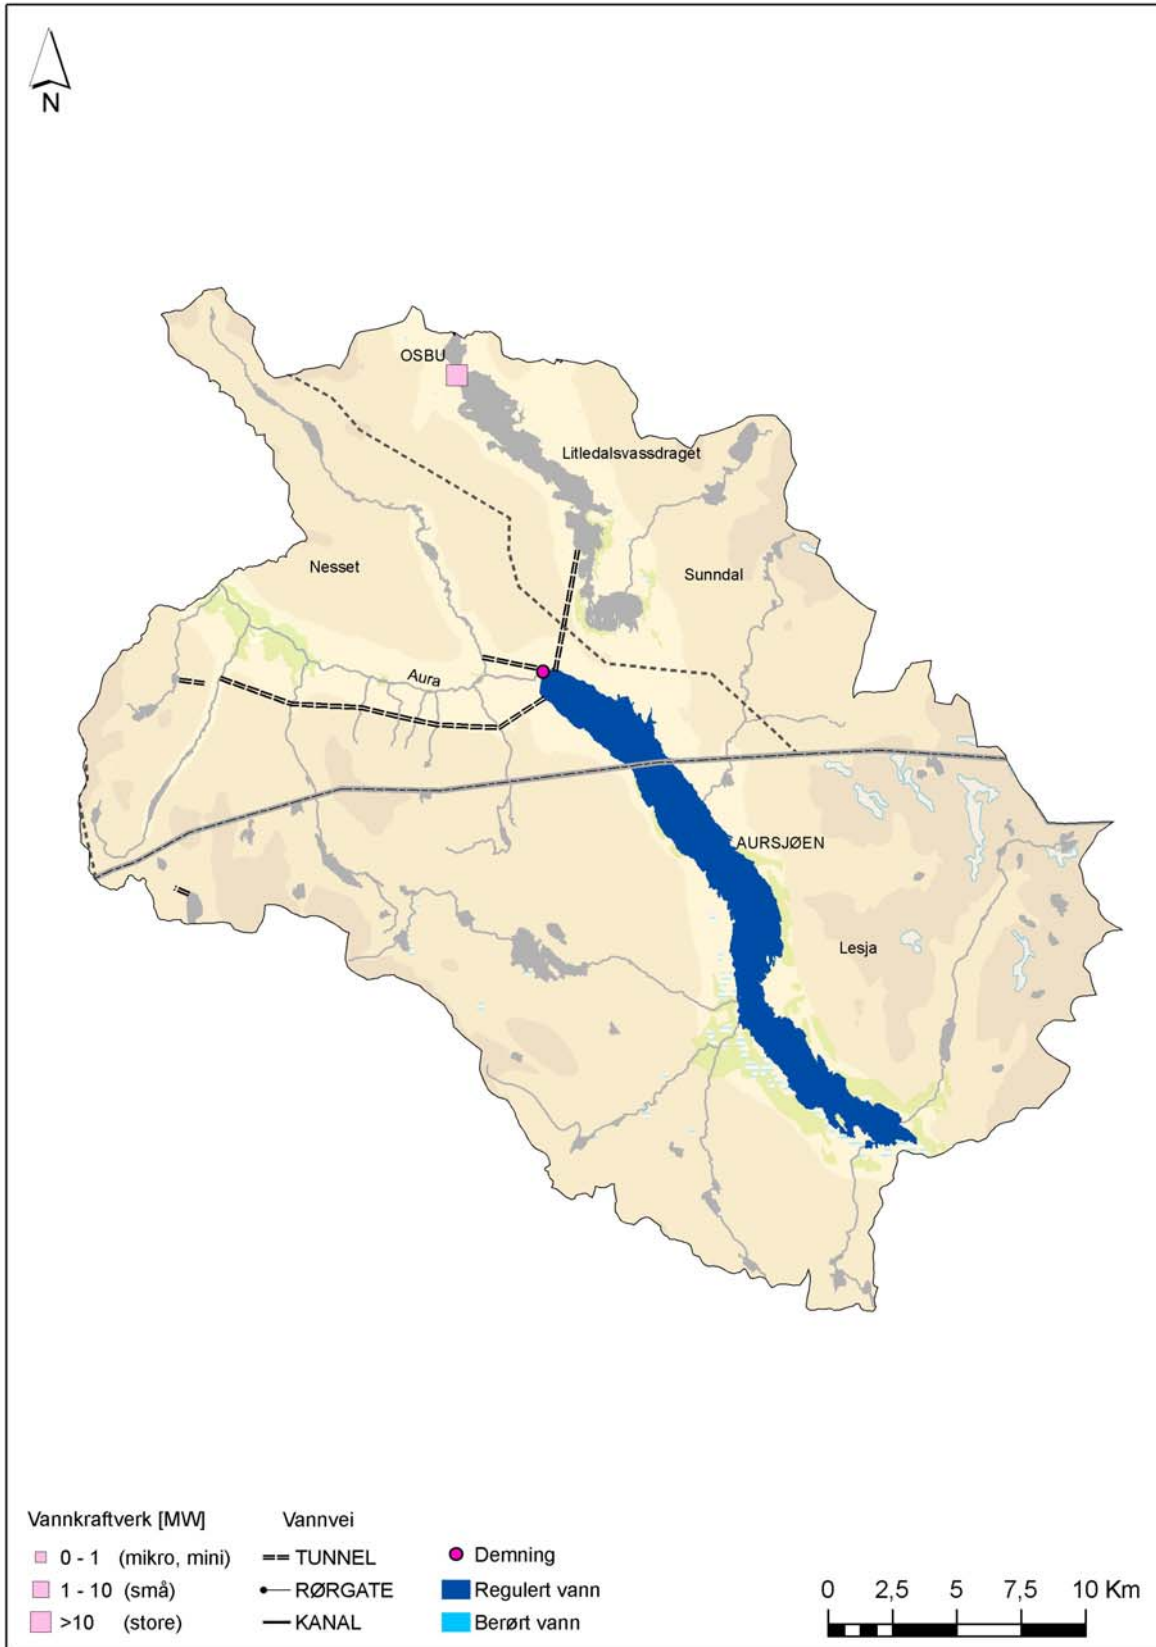 N
OSBU
Litledalsvassdraget
Nesset
Sunndal
Aura
AURSJØEN
Lesja
Vannkraftverk [MW]
Vannvei
0 - 1 (mikro, mini)
TUNNEL
Demning
1 - 10 (små)
RØRGATE
Regulert vann
>10 (store)
KANAL
Berørt vann
0 2,5 5 7,5 10 Km